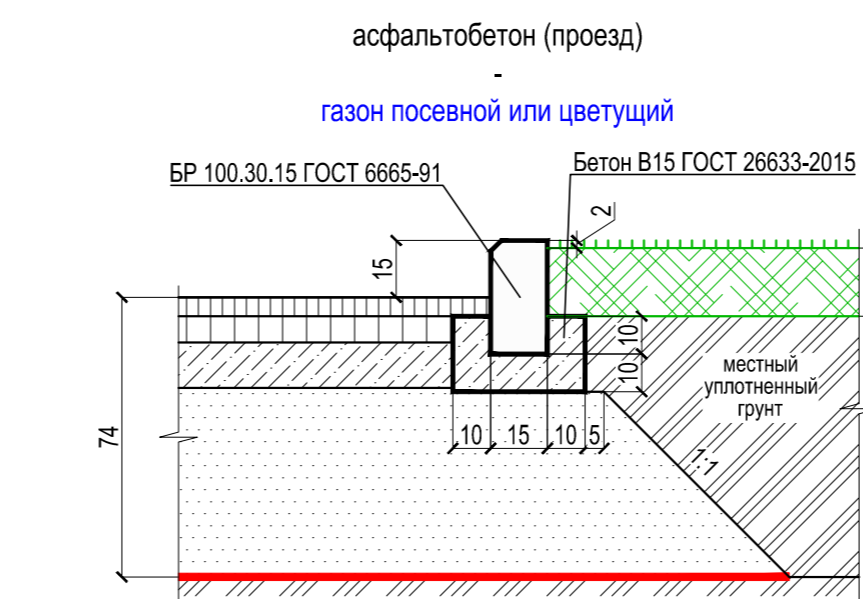 асфальтобетон (проезд)
-
газон посевной или цветущий
БР 100.30.15 ГОСТ 6665-91
Бетон В15 ГОСТ 26633-2015
2
15
10
10
местный
уплотненный
грунт
74
10 15 10 5
1:1